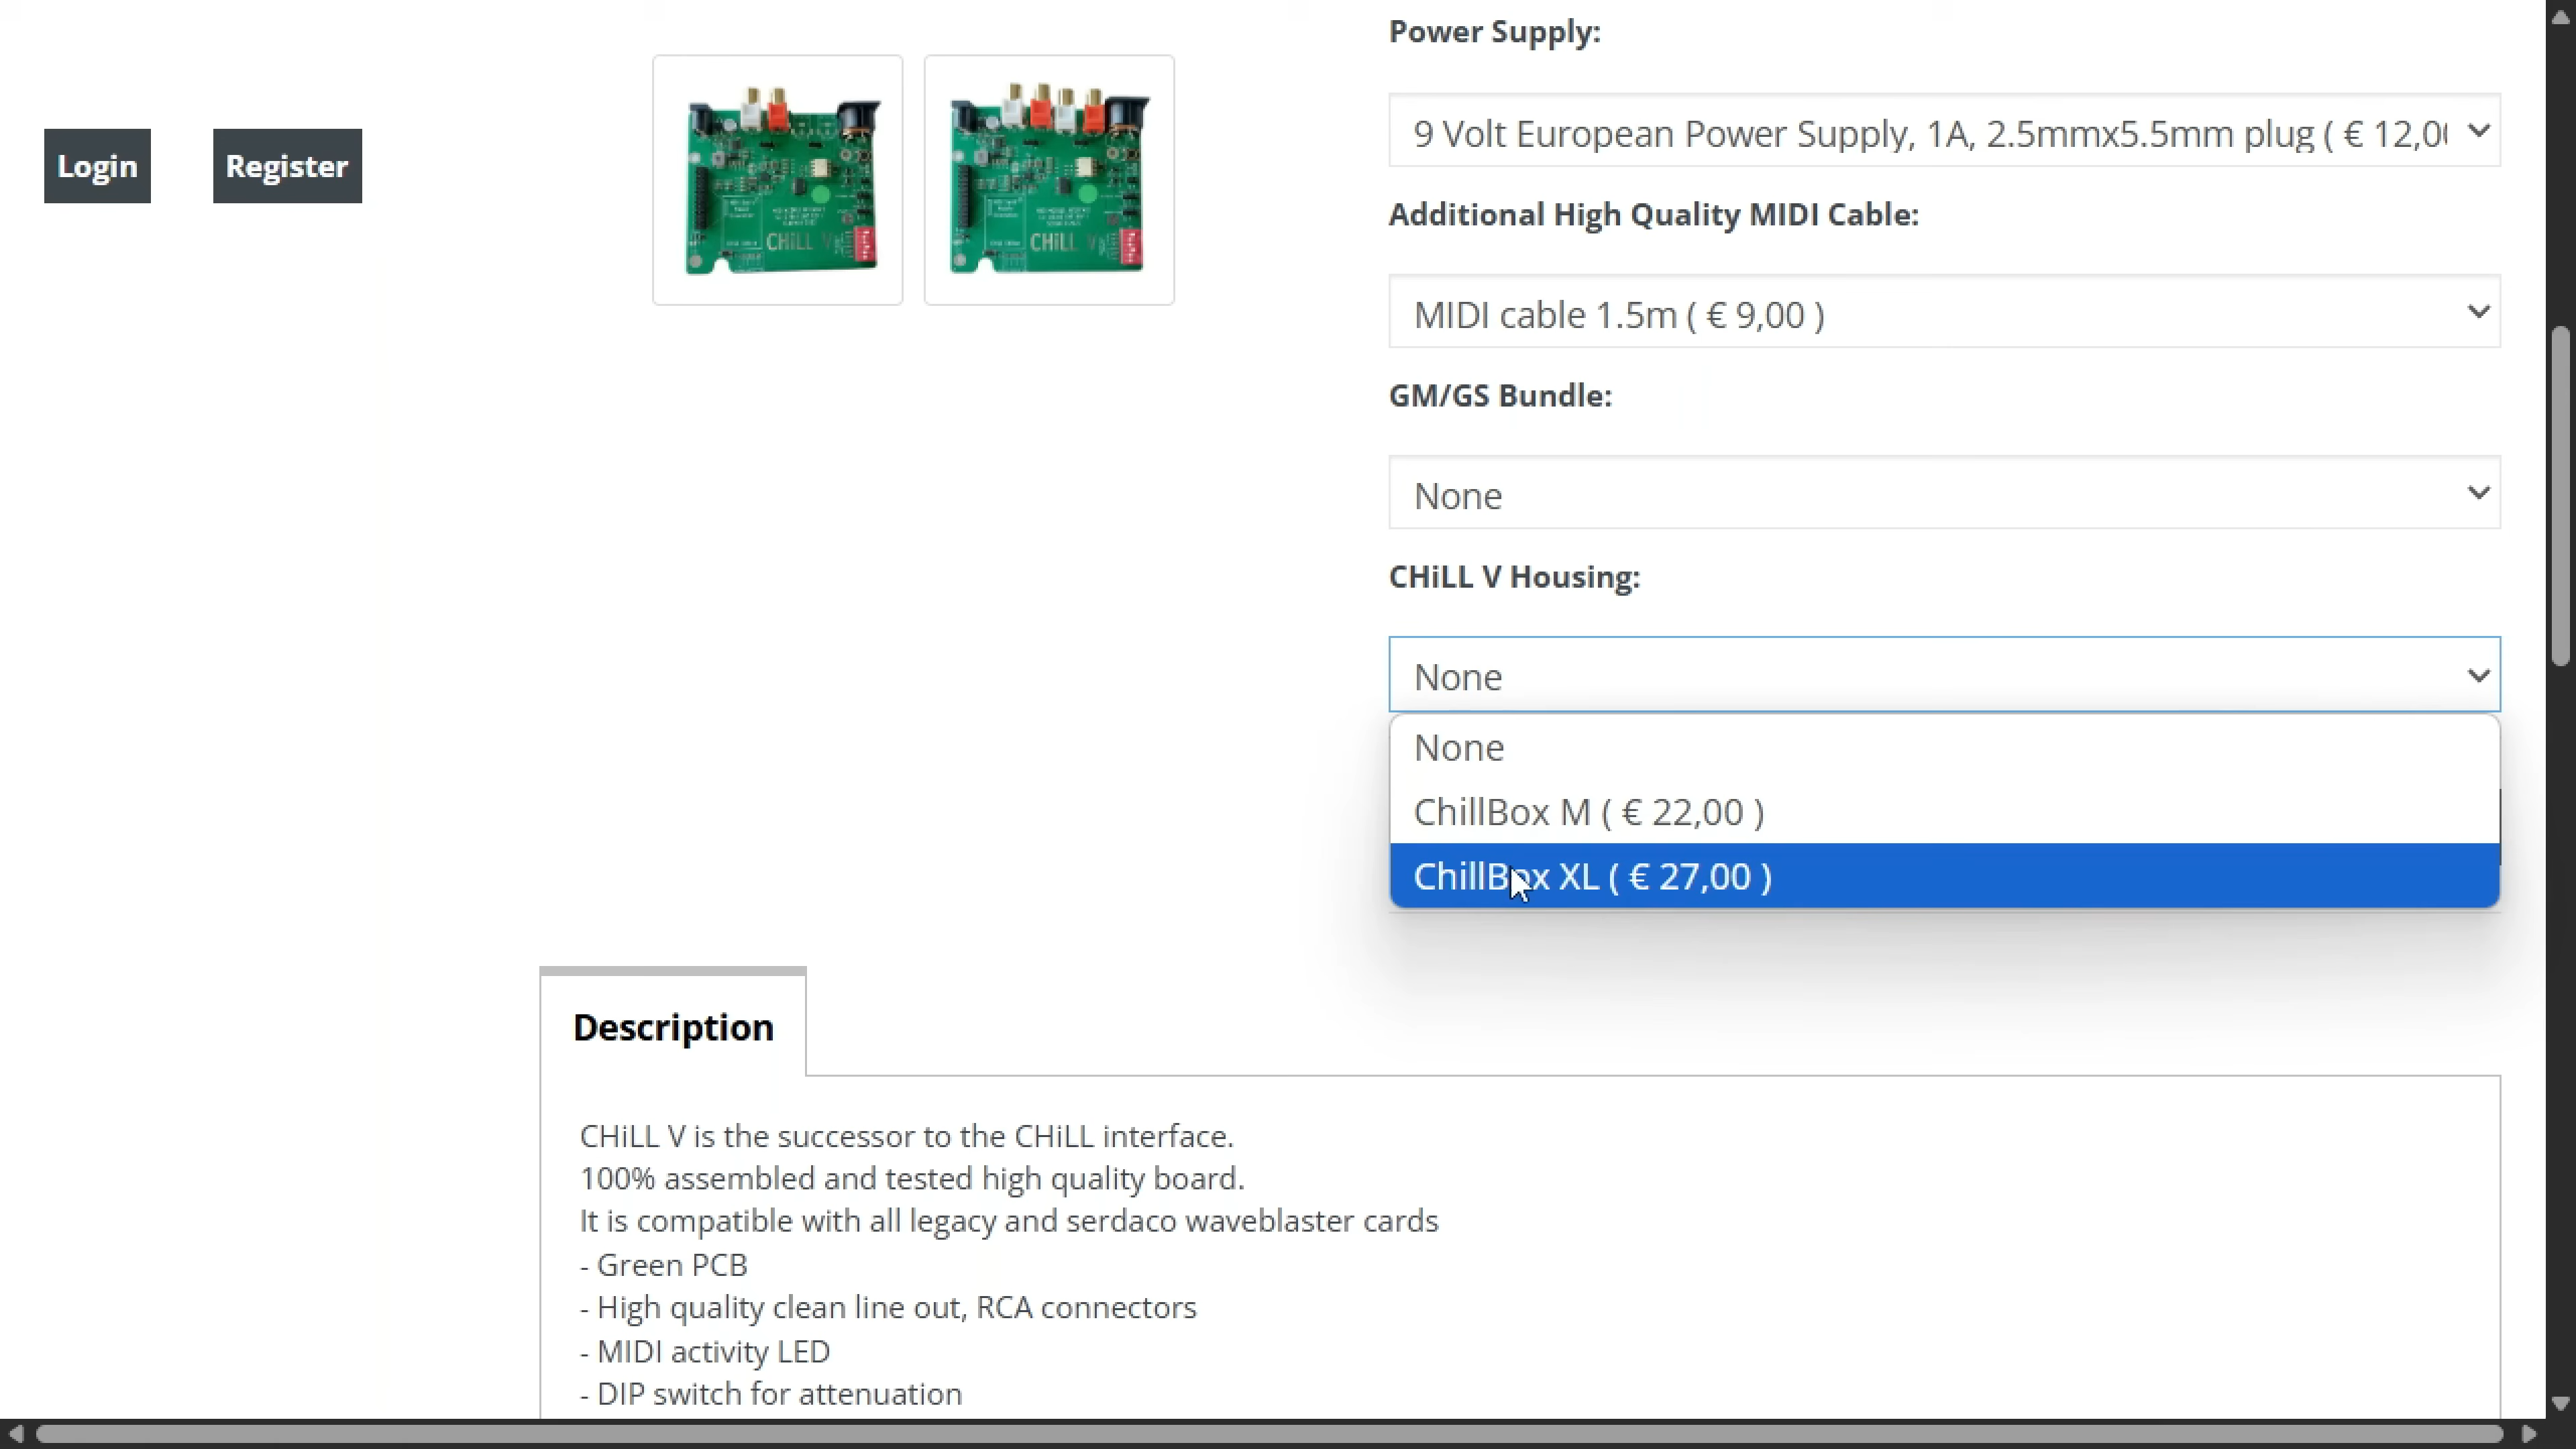 Power Supply:
9 Volt European Power Supply, 1A, 2.5mmx5.5mm plug ( € 12,0
Login
Register
Additional High Quality MIDI Cable:
MIDI cable 1.5m ( € 9,00 )
GM/GS Bundle:
None
CHiLL V Housing:
None
None
ChillBox M ( € 22,00 )
ChillBox XL ( € 27,00 )
CHiLL V
CHiLL V
Description
CHiLL V is the successor to the CHiLL interface.
100% assembled and tested high quality board.
It is compatible with all legacy and serdaco waveblaster cards
- Green PCB
- High quality clean line out, RCA connectors
- MIDI activity LED
- DIP switch for attenuation